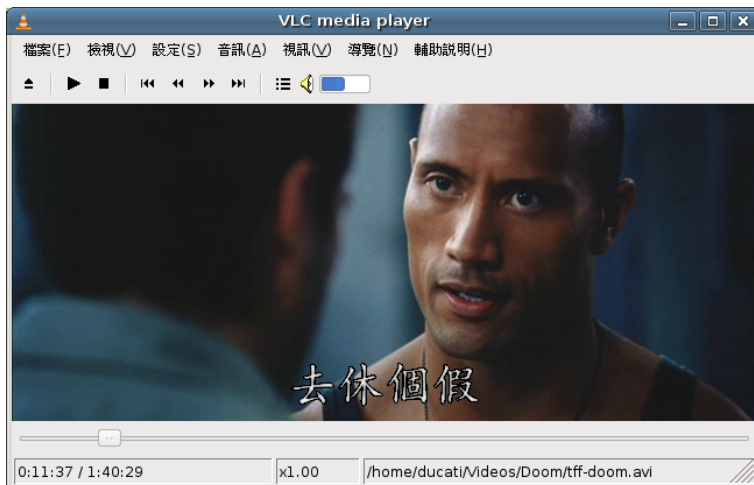 VLC media player
檔案(F) 檢視(V) 設定(S) 音訊(A) 視訊(V) 導覽(N) 輔助說明(H)
去休個假
0:11:37 / 1:40:29 x1.00 /home/ducati/Videos/Doom/tff-doom.avi